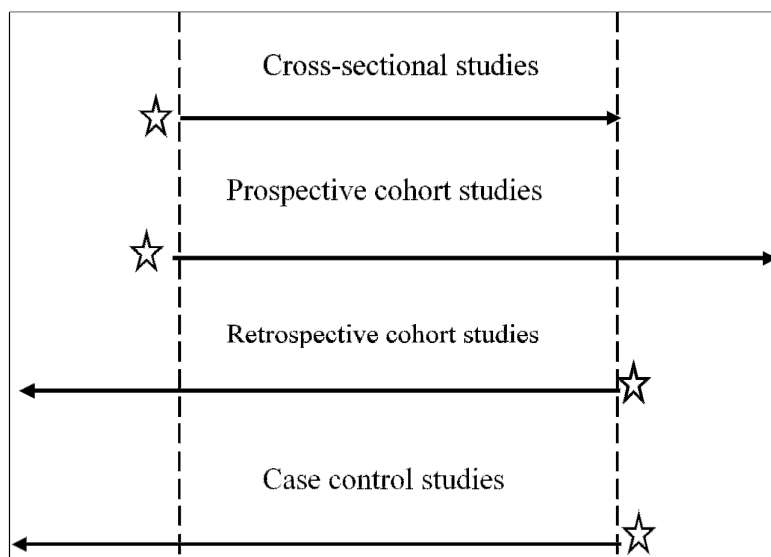 Cross-sectional studies
Prospective cohort studies
Retrospective cohort studies
Case control studies